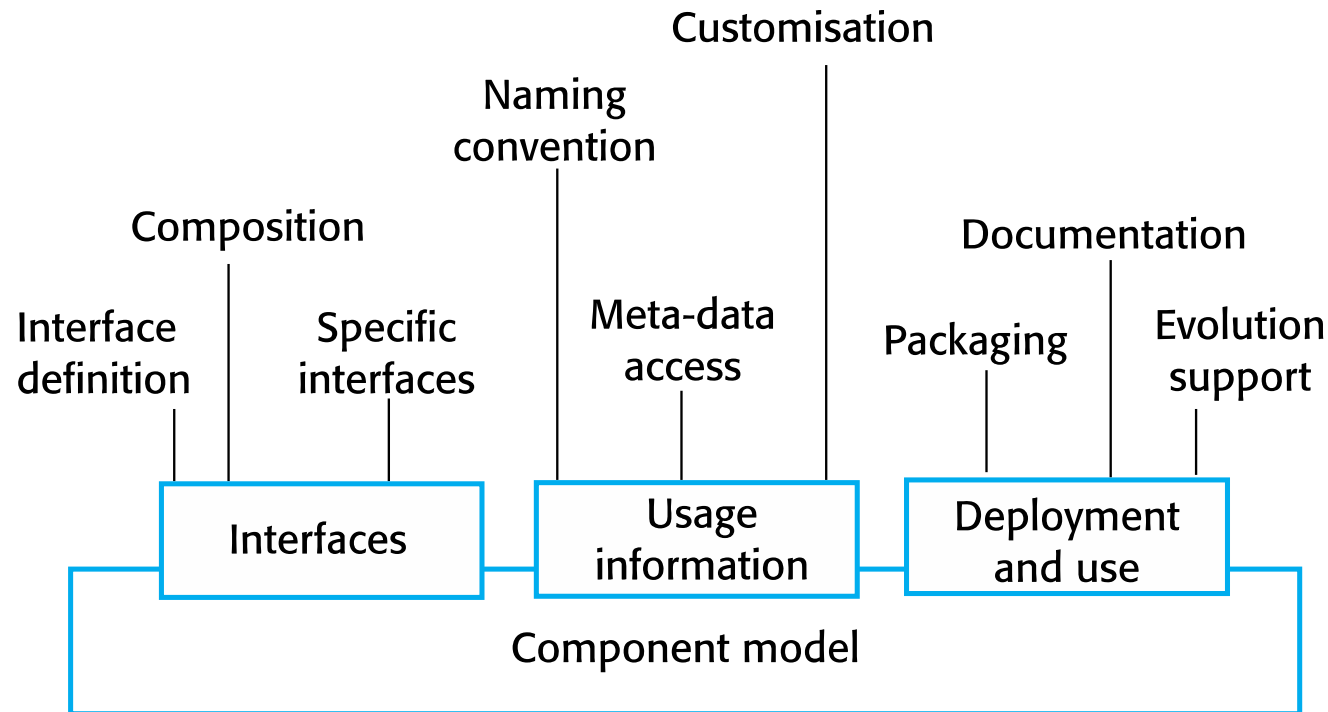 Customisation
Naming
convention
Composition
Documentation
Interface
definition
Specific
interfaces
Meta-data
access
Packaging
Evolution
support
Interfaces
Usage
information
Deployment
and use
Component model